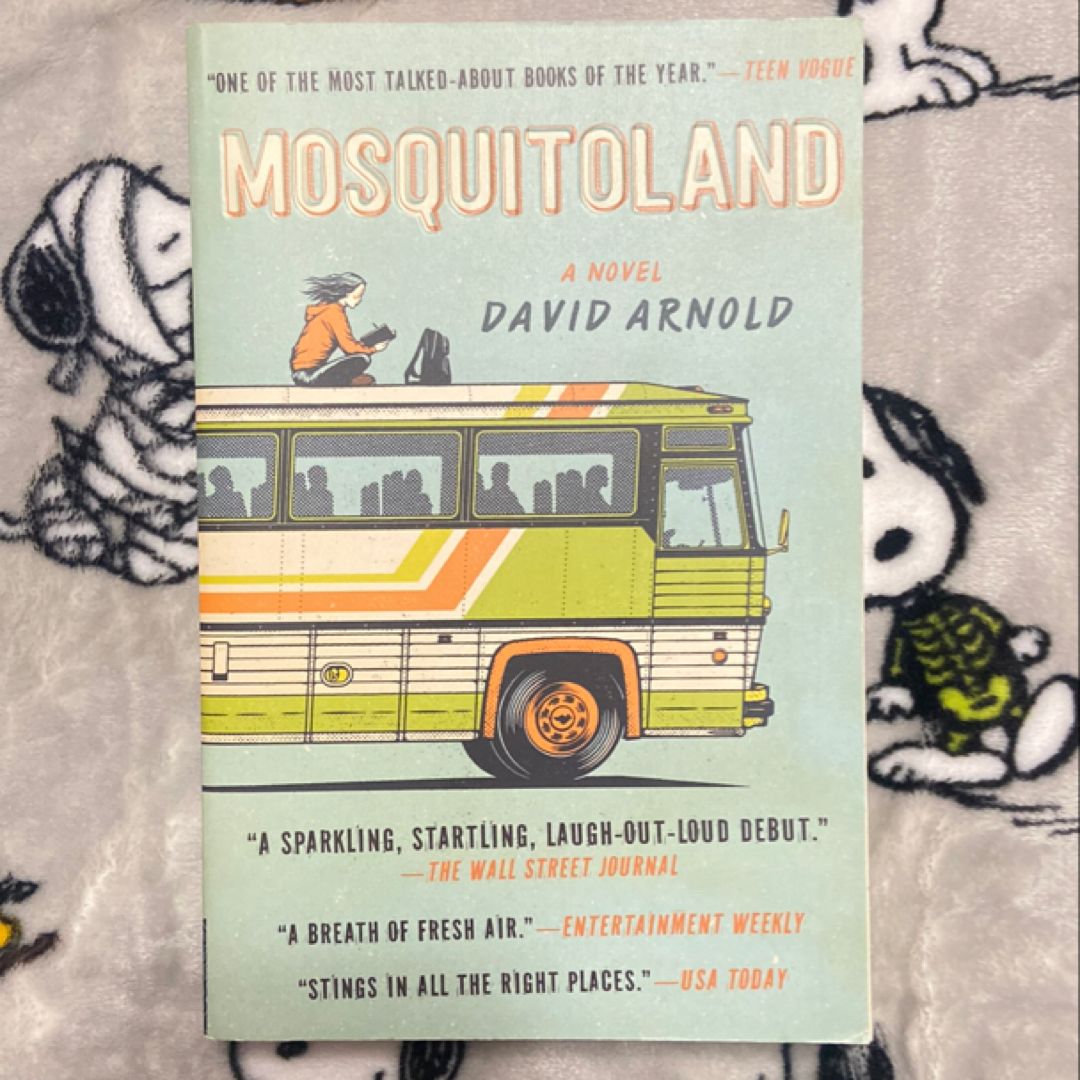 “ONE OF THE MOST TALKED-ABOUT BOOKS OF THE YEAR.”—TEEN VOGUE
MOSQUITOLAND
A NOVEL
DAVID ARNOLD
“A SPARKLING, STARTLING, LAUGH-OUT-LOUD DEBUT.”
—THE WALL STREET JOURNAL
“A BREATH OF FRESH AIR.”—ENTERTAINMENT WEEKLY
“STINGS IN ALL THE RIGHT PLACES.”—USA TODAY